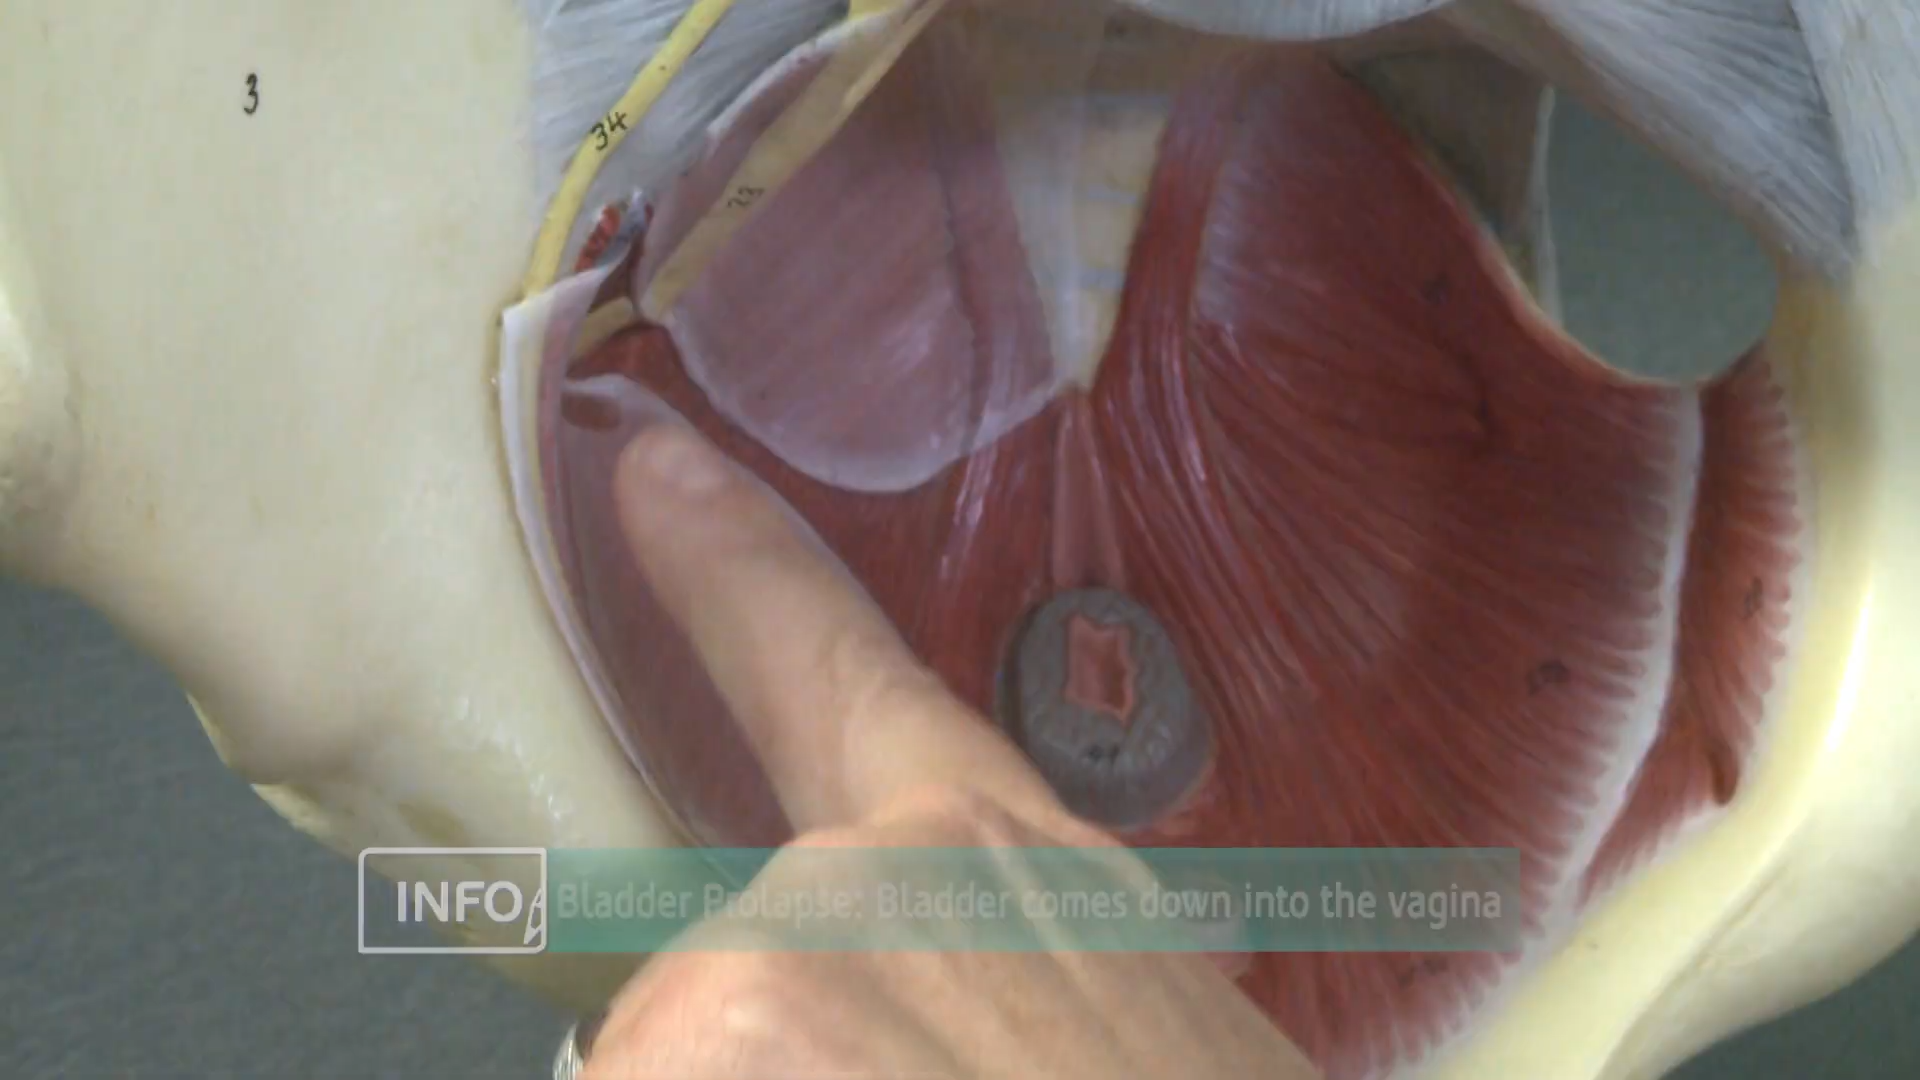 3
34
23
INFO Bladder Prolapse: Bladder comes down into the vagina